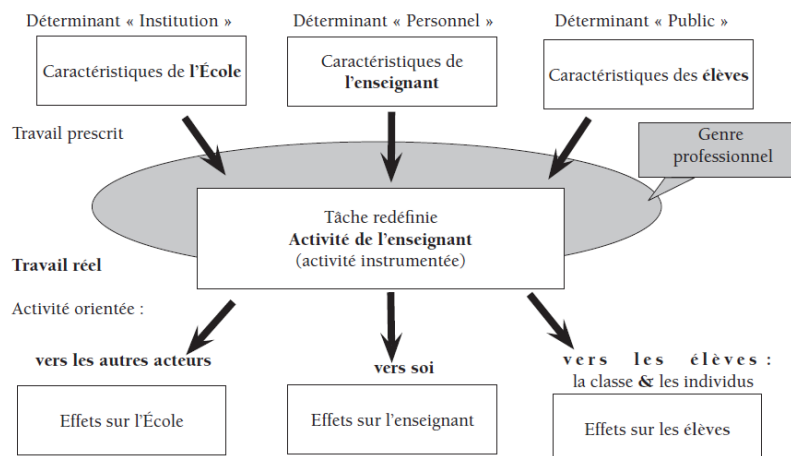 Déterminant « Institution »
Déterminant « Personnel »
Déterminant « Public »
Caractéristiques de l’École
Caractéristiques de
l’enseignant
Caractéristiques des élèves
Travail prescrit
Genre
professionnel
Tâche redéfinie
Activité de l’enseignant
(activité instrumentée)
Travail réel
Activité orientée :
vers les autres acteurs
vers soi
vers les élèves :
la classe & les individus
Effets sur l’École
Effets sur l’enseignant
Effets sur les élèves